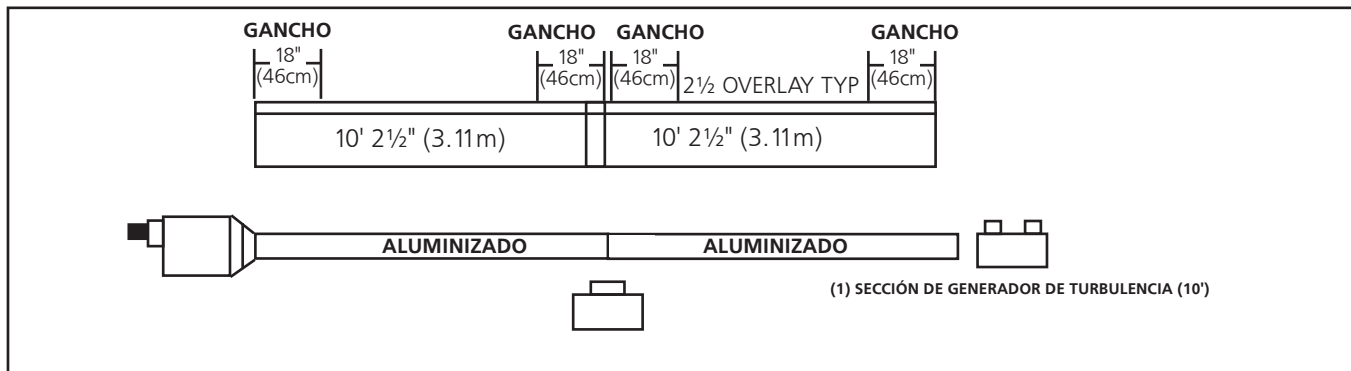 GANCHO GANCHO GANCHO GANCHO
18" 18" 18" 18"
(46cm) (46cm) (46cm) 2½ OVERLAY TYP (46cm)
10' 2½" (3.11m) 10' 2½" (3.11m)
ALUMINIZADO ALUMINIZADO
(1) SECCIÓN DE GENERADOR DE TURBULENCIA (10')